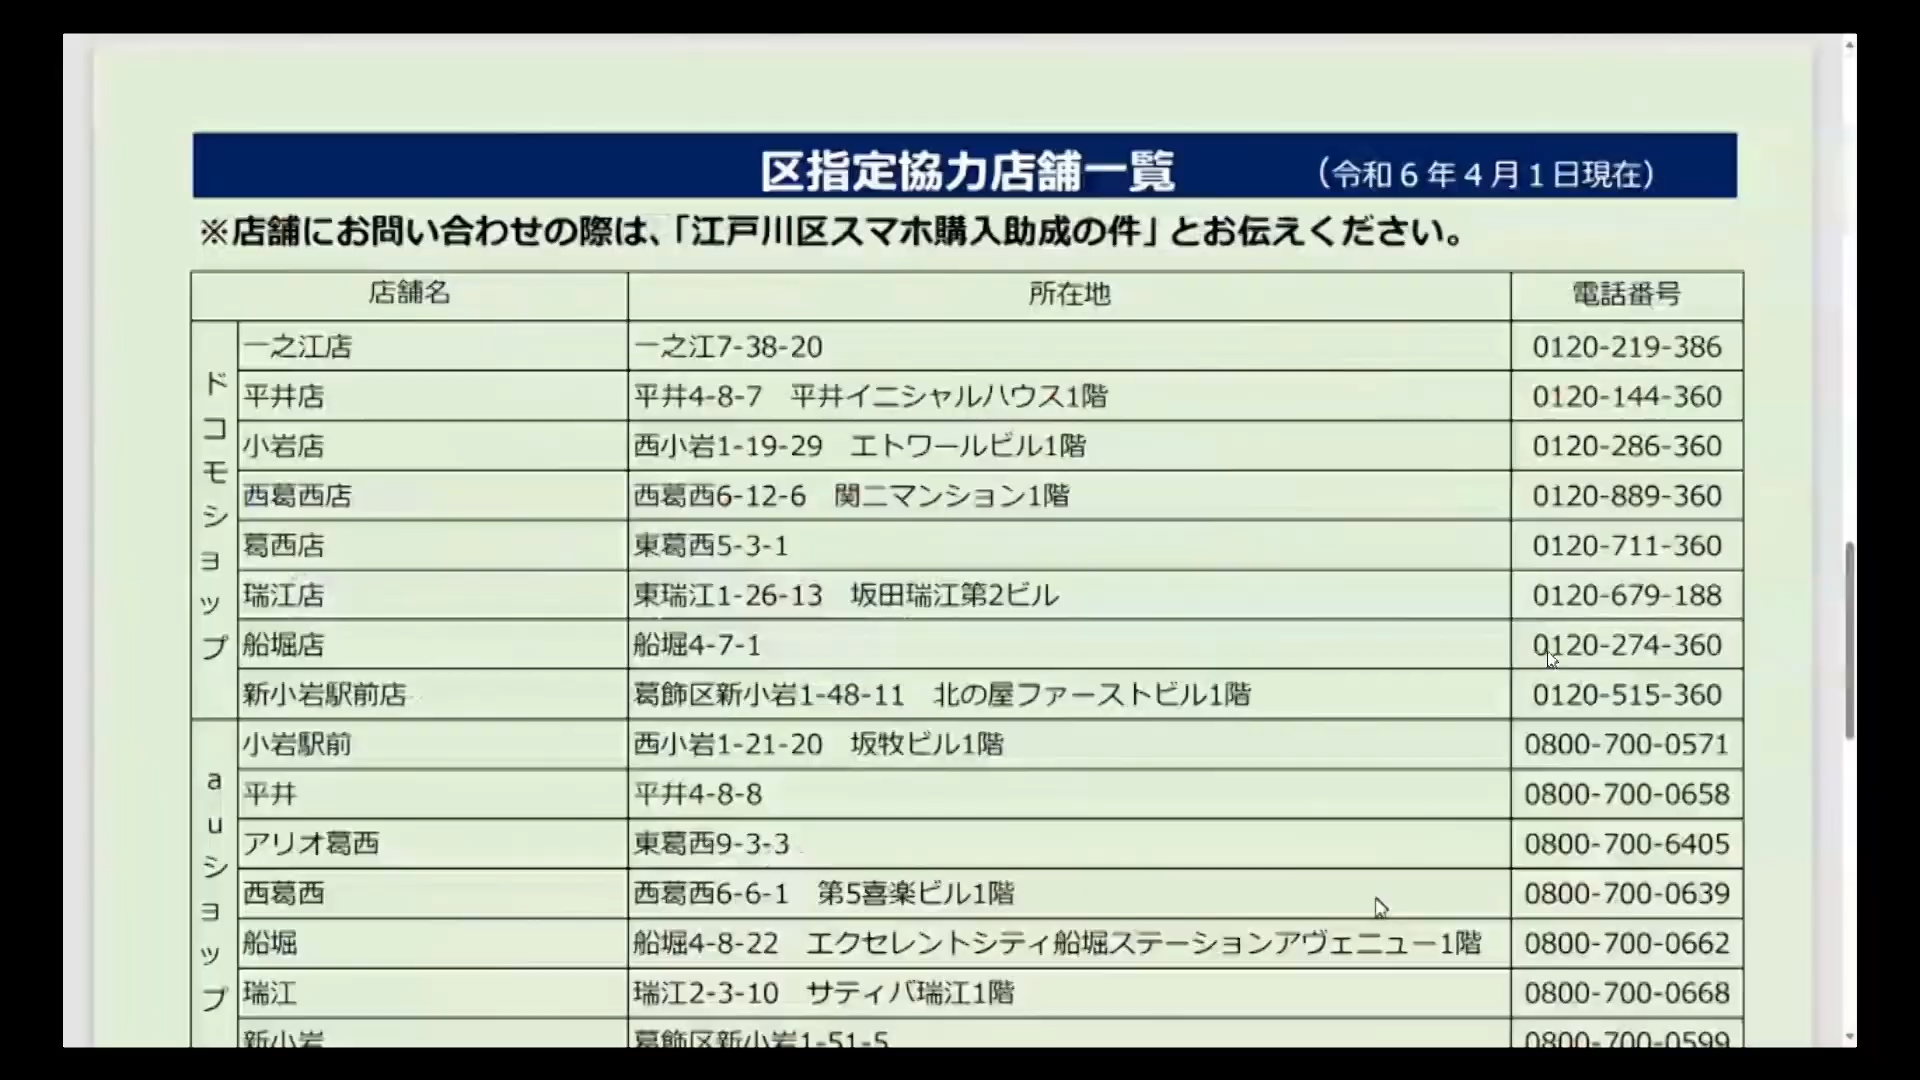 区指定協力店舗一覧 （令和６年４月１日現在）
※店舗にお問い合わせの際は、「江戸川区スマホ購入助成の件」とお伝えください。
店舗名 所在地 電話番号
ドコモショップ
一之江店 一之江7-38-20 0120-219-386
平井店 平井4-8-7 平井イニシャルハウス1階 0120-144-360
小岩店 西小岩1-19-29 エトワールビル1階 0120-286-360
西葛西店 西葛西6-12-6 関二マンション1階 0120-889-360
葛西店 東葛西5-3-1 0120-711-360
瑞江店 東瑞江1-26-13 坂田瑞江第2ビル 0120-679-188
船堀店 船堀4-7-1 0120-274-360
新小岩駅前店 葛飾区新小岩1-48-11 北の屋ファーストビル1階 0120-515-360
auショップ
小岩駅前 西小岩1-21-20 坂牧ビル1階 0800-700-0571
平井 平井4-8-8 0800-700-0658
アリオ葛西 東葛西9-3-3 0800-700-6405
西葛西 西葛西6-6-1 第5喜楽ビル1階 0800-700-0639
船堀 船堀4-8-22 エクセレントシティ船堀ステーションアヴェニュー1階 0800-700-0662
瑞江 瑞江2-3-10 サティバ瑞江1階 0800-700-0668
新小岩 葛飾区新小岩1-51-5 0800-700-0599